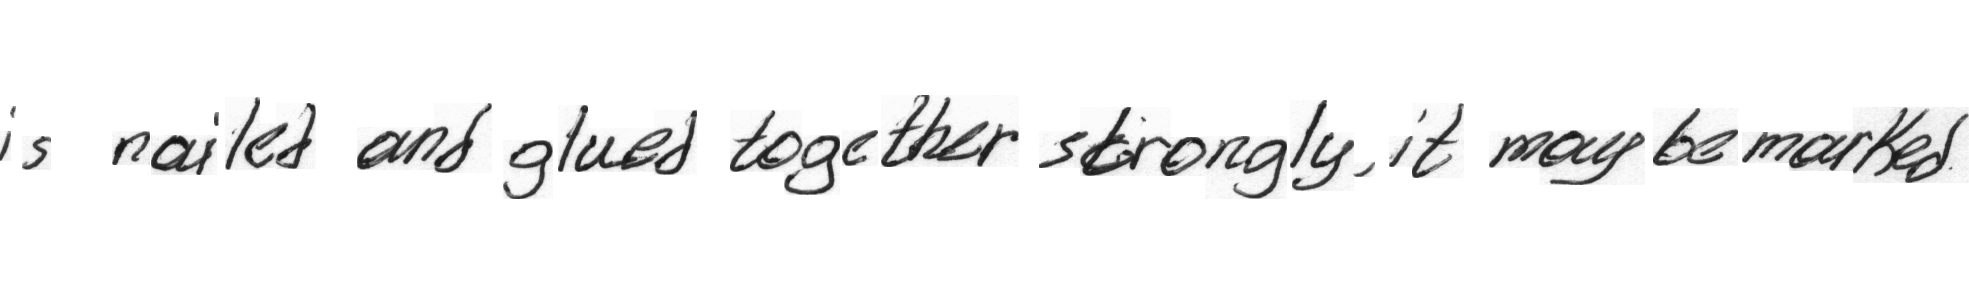 is nailed and glued together strongly, it may be marked.